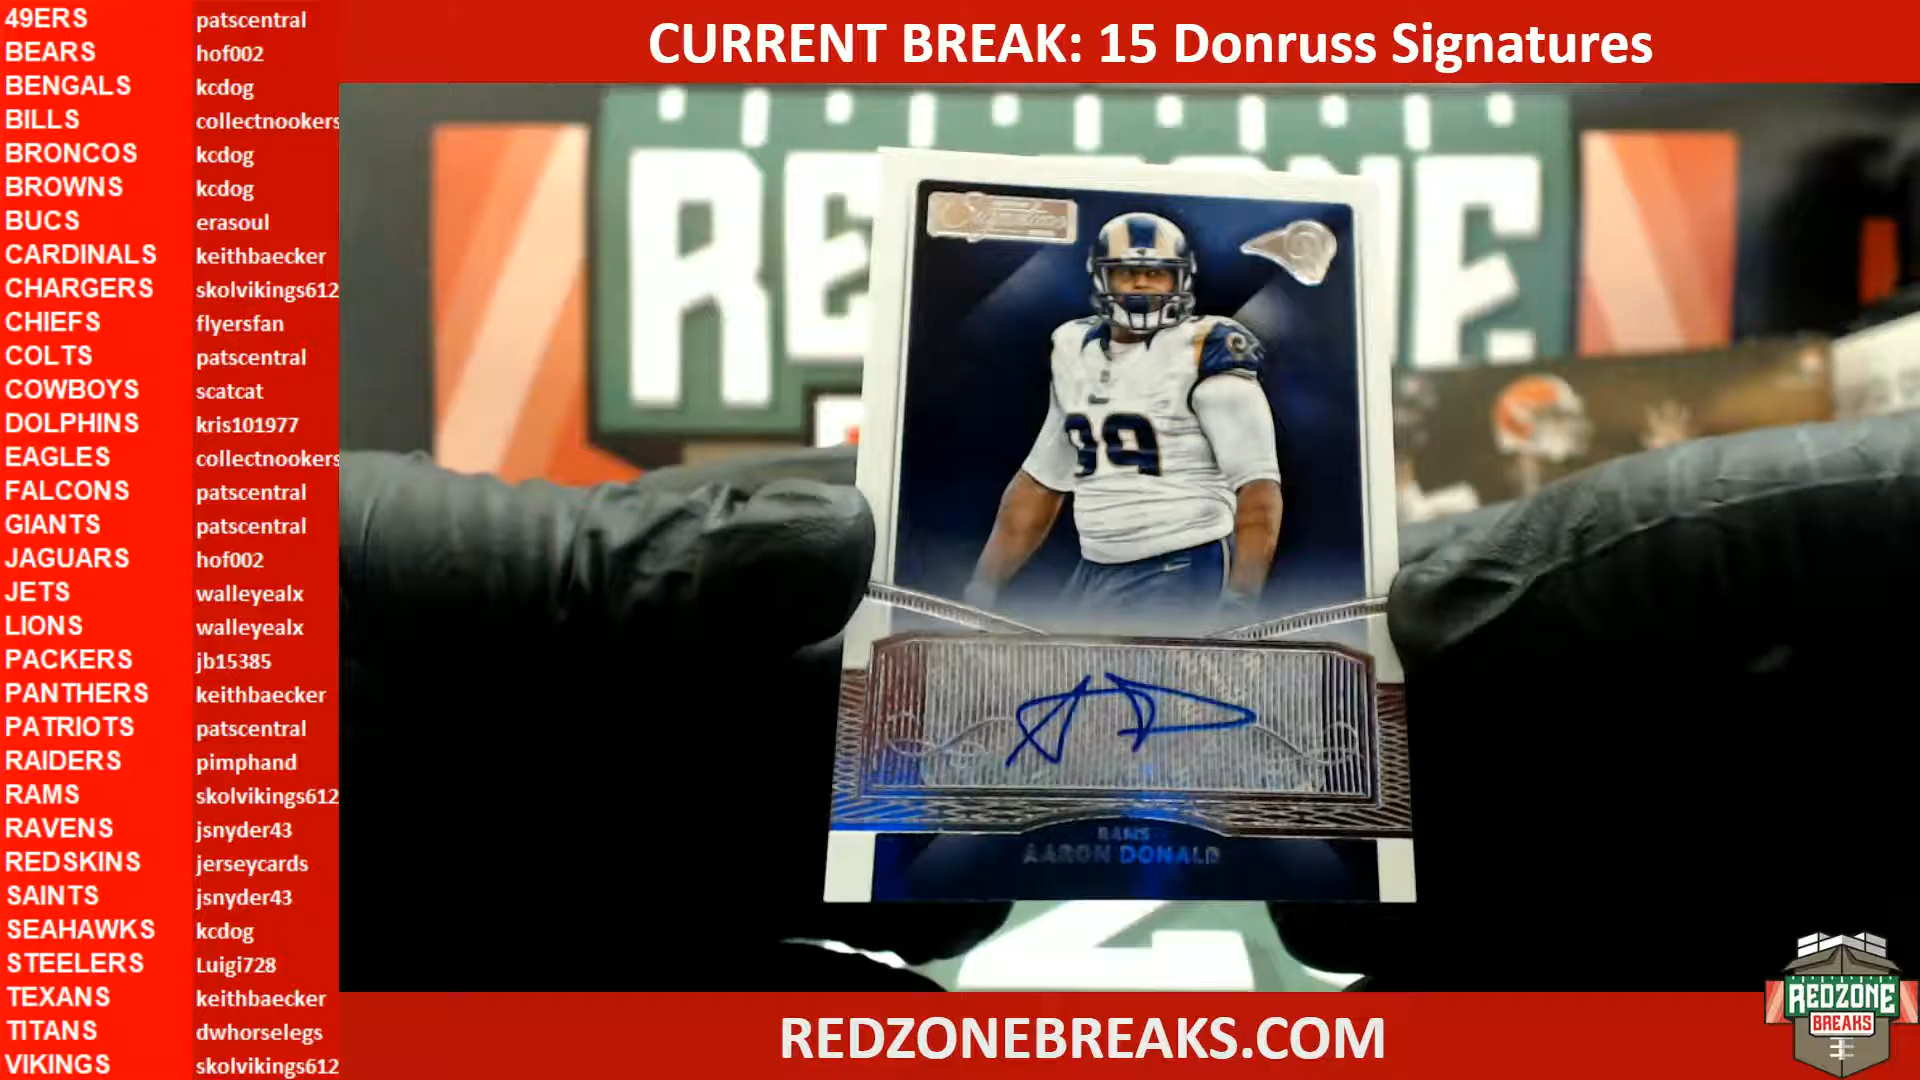 CURRENT BREAK: 15 Donruss Signatures
49ERS patscentral
BEARS hof002
BENGALS kcdog
BILLS collectnookers
BRONCOS kcdog
BROWNS kcdog
BUCS erasoul
CARDINALS keithbaecker
CHARGERS skolvikings612
CHIEFS flyersfan
COLTS patscentral
COWBOYS scatcat
DOLPHINS kris101977
EAGLES collectnookers
FALCONS patscentral
GIANTS patscentral
JAGUARS hof002
JETS walleyealx
LIONS walleyealx
PACKERS jb15385
PANTHERS keithbaecker
PATRIOTS patscentral
RAIDERS pimphand
RAMS skolvikings612
RAVENS jsnyder43
REDSKINS jerseycards
SAINTS jsnyder43
SEAHAWKS kcdog
STEELERS Luigi728
TEXANS keithbaecker
TITANS dwhorselegs
VIKINGS skolvikings612
Signatures
99
RAMS
AARON DONALD
REDZONEBREAKS.COM
REDZONE
BREAKS